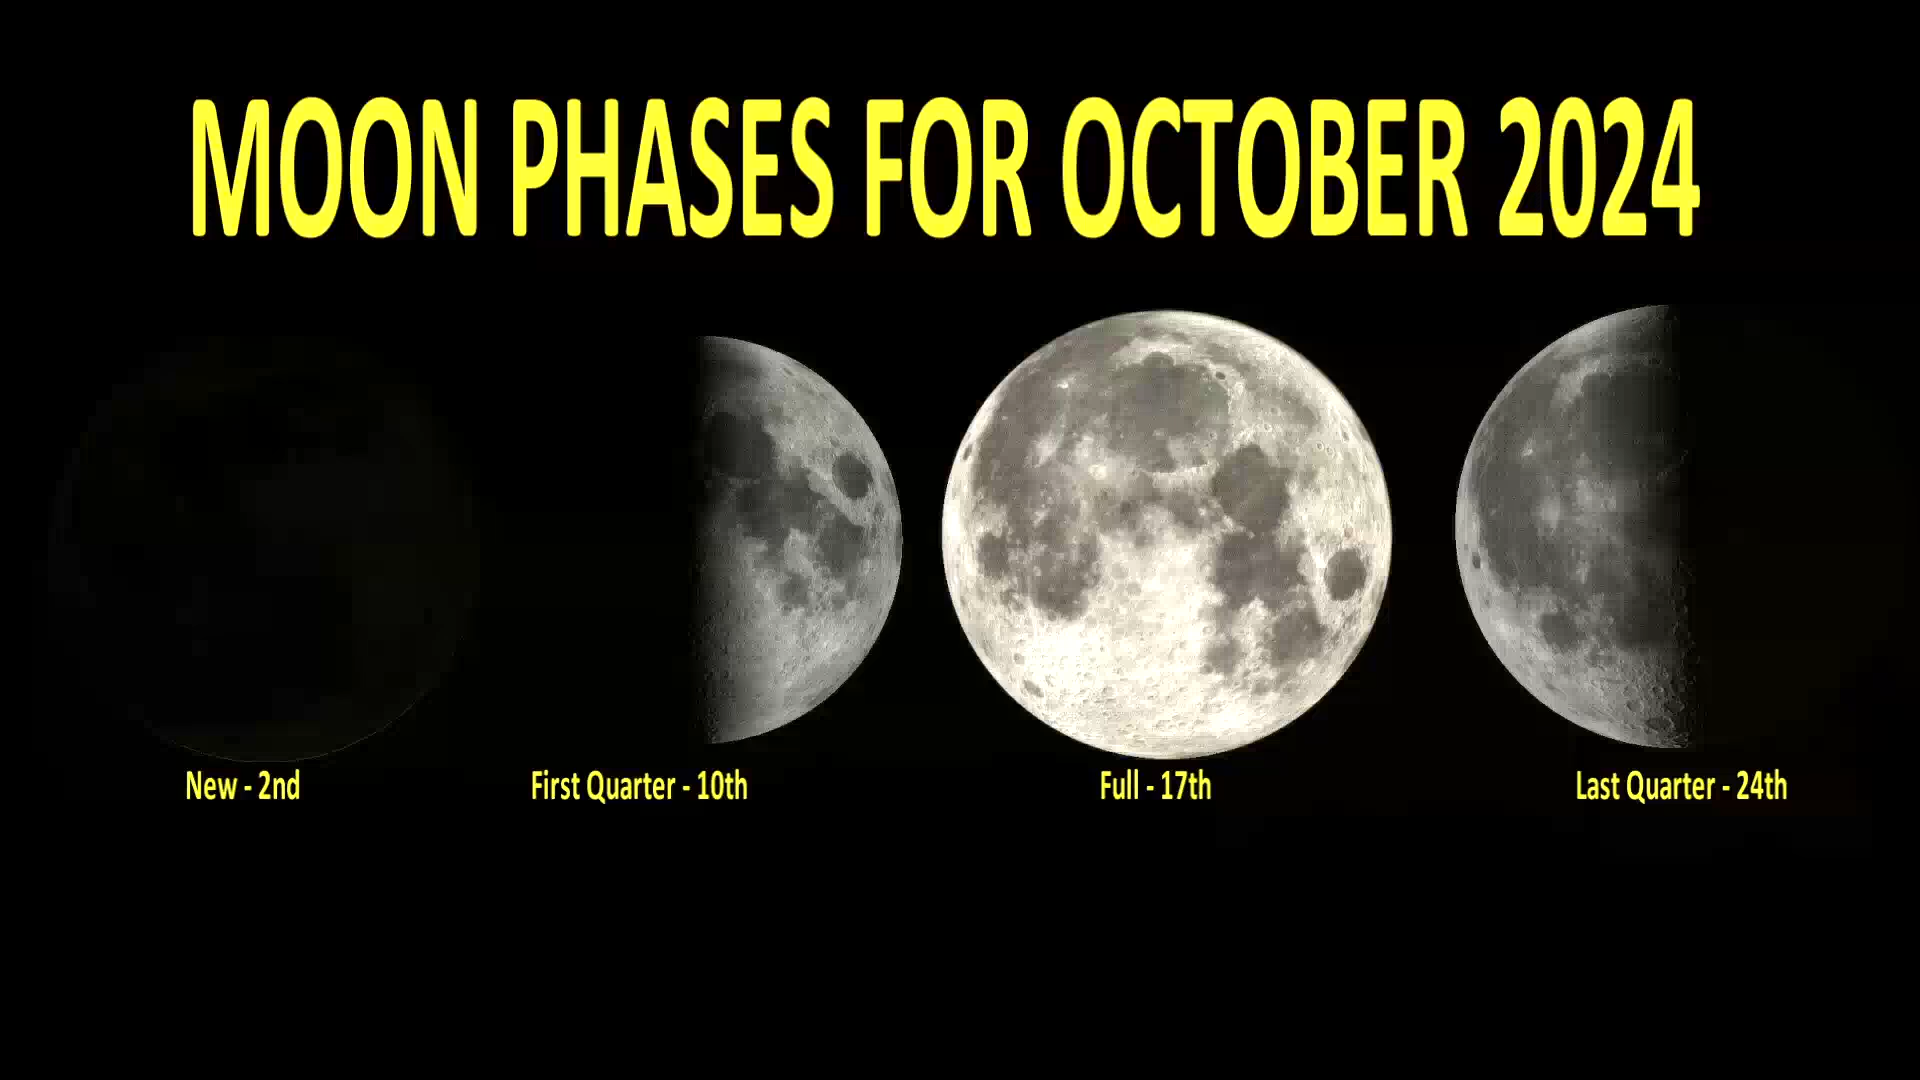 MOON PHASES FOR OCTOBER 2024
New - 2nd
First Quarter - 10th
Full - 17th
Last Quarter - 24th